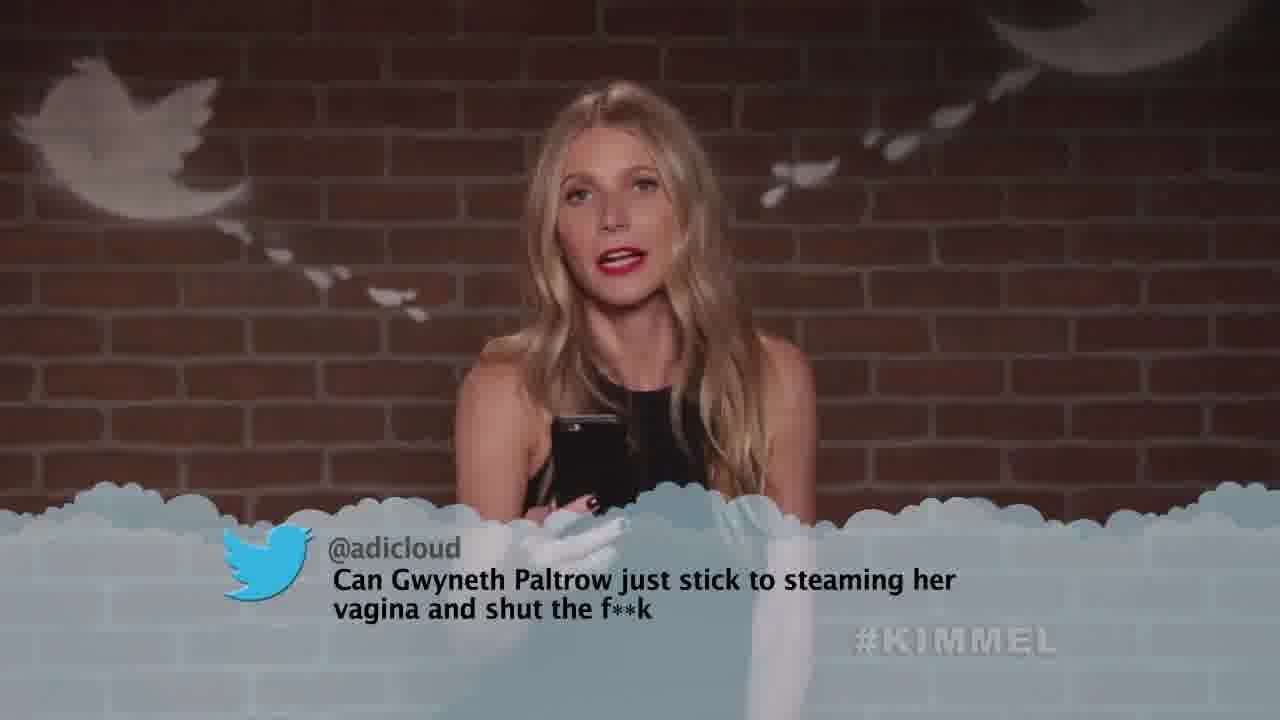 @adicloud
Can Gwyneth Paltrow just stick to steaming her
vagina and shut the f**k
#KIMMEL